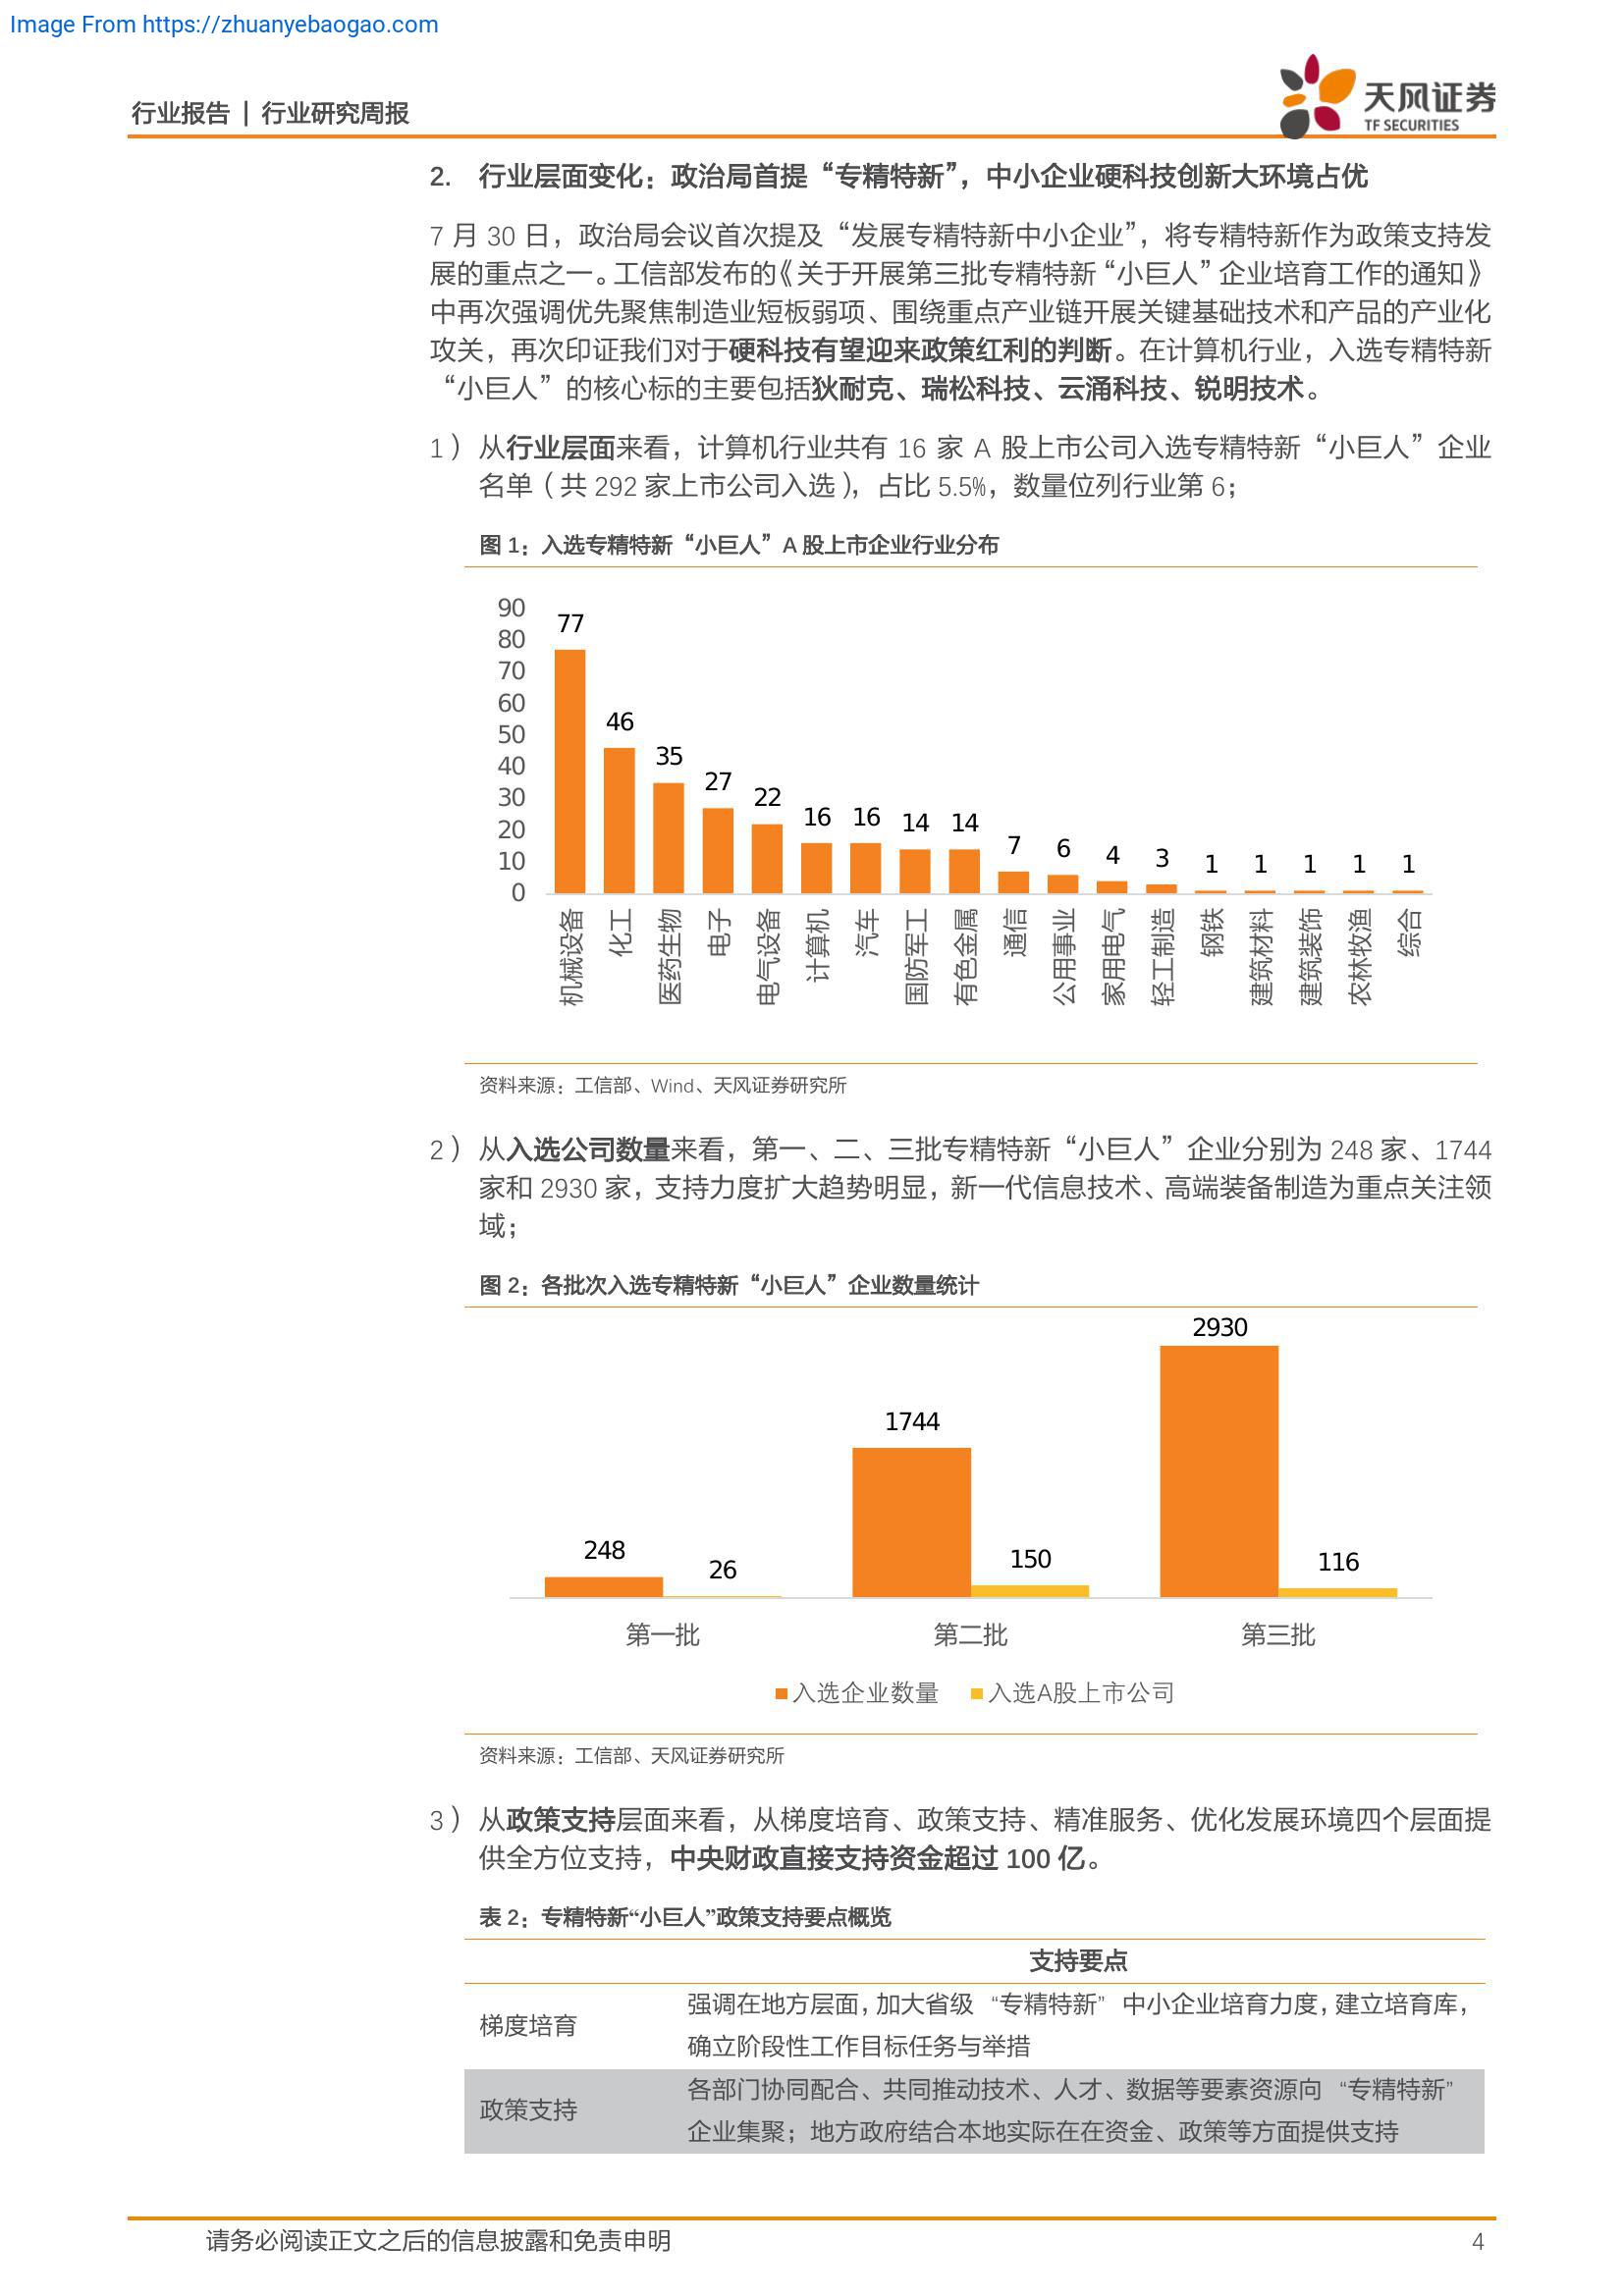 Image From https://zhuanyebaogao.com
行业报告 | 行业研究周报
天风证券
TF SECURITIES
2. 行业层面变化：政治局首提“专精特新”，中小企业硬科技创新大环境占优
7 月 30 日，政治局会议首次提及“发展专精特新中小企业”，将专精特新作为政策支持发
展的重点之一。工信部发布的《关于开展第三批专精特新“小巨人”企业培育工作的通知》
中再次强调优先聚焦制造业短板弱项、围绕重点产业链开展关键基础技术和产品的产业化
攻关，再次印证我们对于硬科技有望迎来政策红利的判断。在计算机行业，入选专精特新
“小巨人”的核心标的主要包括狄耐克、瑞松科技、云涌科技、锐明技术。
1） 从行业层面来看，计算机行业共有 16 家 A 股上市公司入选专精特新“小巨人”企业
名单（共 292 家上市公司入选），占比 5.5%，数量位列行业第 6；
图 1：入选专精特新“小巨人”A 股上市企业行业分布
90
80
70
60
50
40
30
20
10
0
77
46
35
27
22
16
16
14
14
7
6
4
3
1
1
1
1
1
机械设备
化工
医药生物
电子
电气设备
计算机
汽车
国防军工
有色金属
通信
公用事业
家用电气
轻工制造
钢铁
建筑材料
建筑装饰
农林牧渔
综合
资料来源：工信部、Wind、天风证券研究所
2） 从入选公司数量来看，第一、二、三批专精特新“小巨人”企业分别为 248 家、1744
家和 2930 家，支持力度扩大趋势明显，新一代信息技术、高端装备制造为重点关注领
域；
图 2：各批次入选专精特新“小巨人”企业数量统计
248
26
1744
150
2930
116
第一批
第二批
第三批
入选企业数量 入选A股上市公司
资料来源：工信部、天风证券研究所
3） 从政策支持层面来看，从梯度培育、政策支持、精准服务、优化发展环境四个层面提
供全方位支持，中央财政直接支持资金超过 100 亿。
表 2：专精特新“小巨人”政策支持要点概览
支持要点
梯度培育
强调在地方层面，加大省级 “专精特新” 中小企业培育力度，建立培育库，
确立阶段性工作目标任务与举措
政策支持
各部门协同配合、共同推动技术、人才、数据等要素资源向 “专精特新”
企业集聚；地方政府结合本地实际在在资金、政策等方面提供支持
请务必阅读正文之后的信息披露和免责申明
4